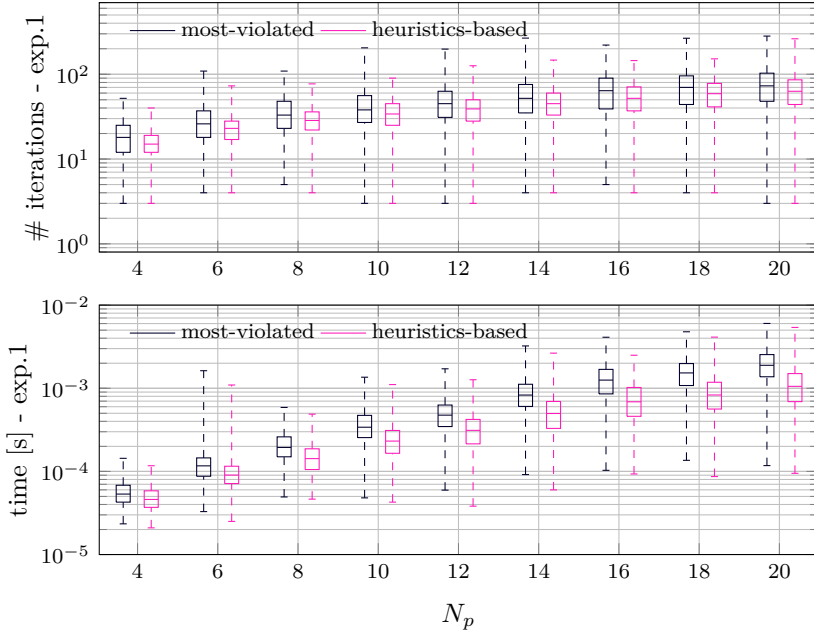 most-violated heuristics-based
# iterations - exp.1
10^2
10^1
10^0
4 6 8 10 12 14 16 18 20
most-violated heuristics-based
time [s] - exp.1
10^−2
10^−3
10^−4
10^−5
4 6 8 10 12 14 16 18 20
N_p